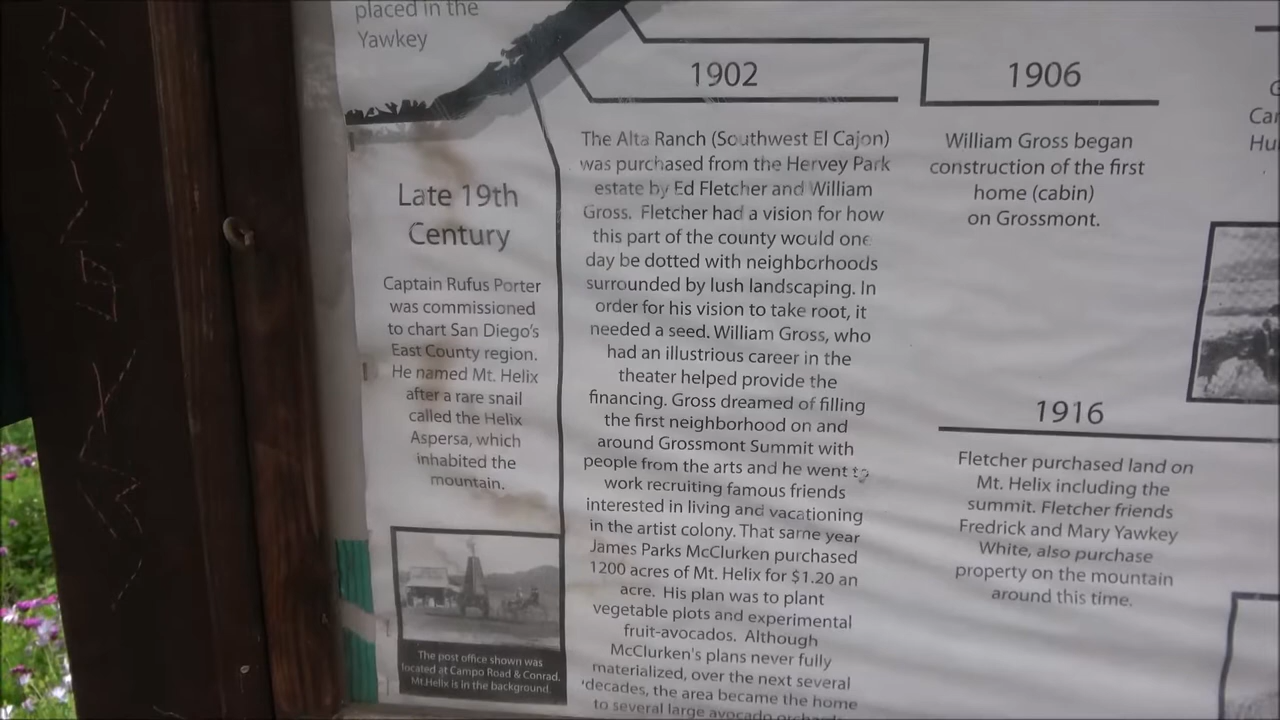 placed in the
Yawkey
Late 19th
Century
Captain Rufus Porter
was commissioned
to chart San Diego's
East County region.
He named Mt. Helix
after a rare snail
called the Helix
Aspersa, which
inhabited the
mountain.
The post office shown was
located at Campo Road & Conrad.
Mt.Helix is in the background.
1902
The Alta Ranch (Southwest El Cajon)
was purchased from the Hervey Park
estate by Ed Fletcher and William
Gross. Fletcher had a vision for how
this part of the county would one
day be dotted with neighborhoods
surrounded by lush landscaping. In
order for his vision to take root, it
needed a seed. William Gross, who
had an illustrious career in the
theater helped provide the
financing. Gross dreamed of filling
the first neighborhood on and
around Grossmont Summit with
people from the arts and he went to
work recruiting famous friends
interested in living and vacationing
in the artist colony. That same year
James Parks McClurken purchased
1200 acres of Mt. Helix for $1.20 an
acre. His plan was to plant
vegetable plots and experimental
fruit-avocados. Although
McClurken's plans never fully
materialized, over the next several
decades, the area became the home
to several large avocado
1906
William Gross began
construction of the first
home (cabin)
on Grossmont.
1916
Fletcher purchased land on
Mt. Helix including the
summit. Fletcher friends
Fredrick and Mary Yawkey
White, also purchase
property on the mountain
around this time.